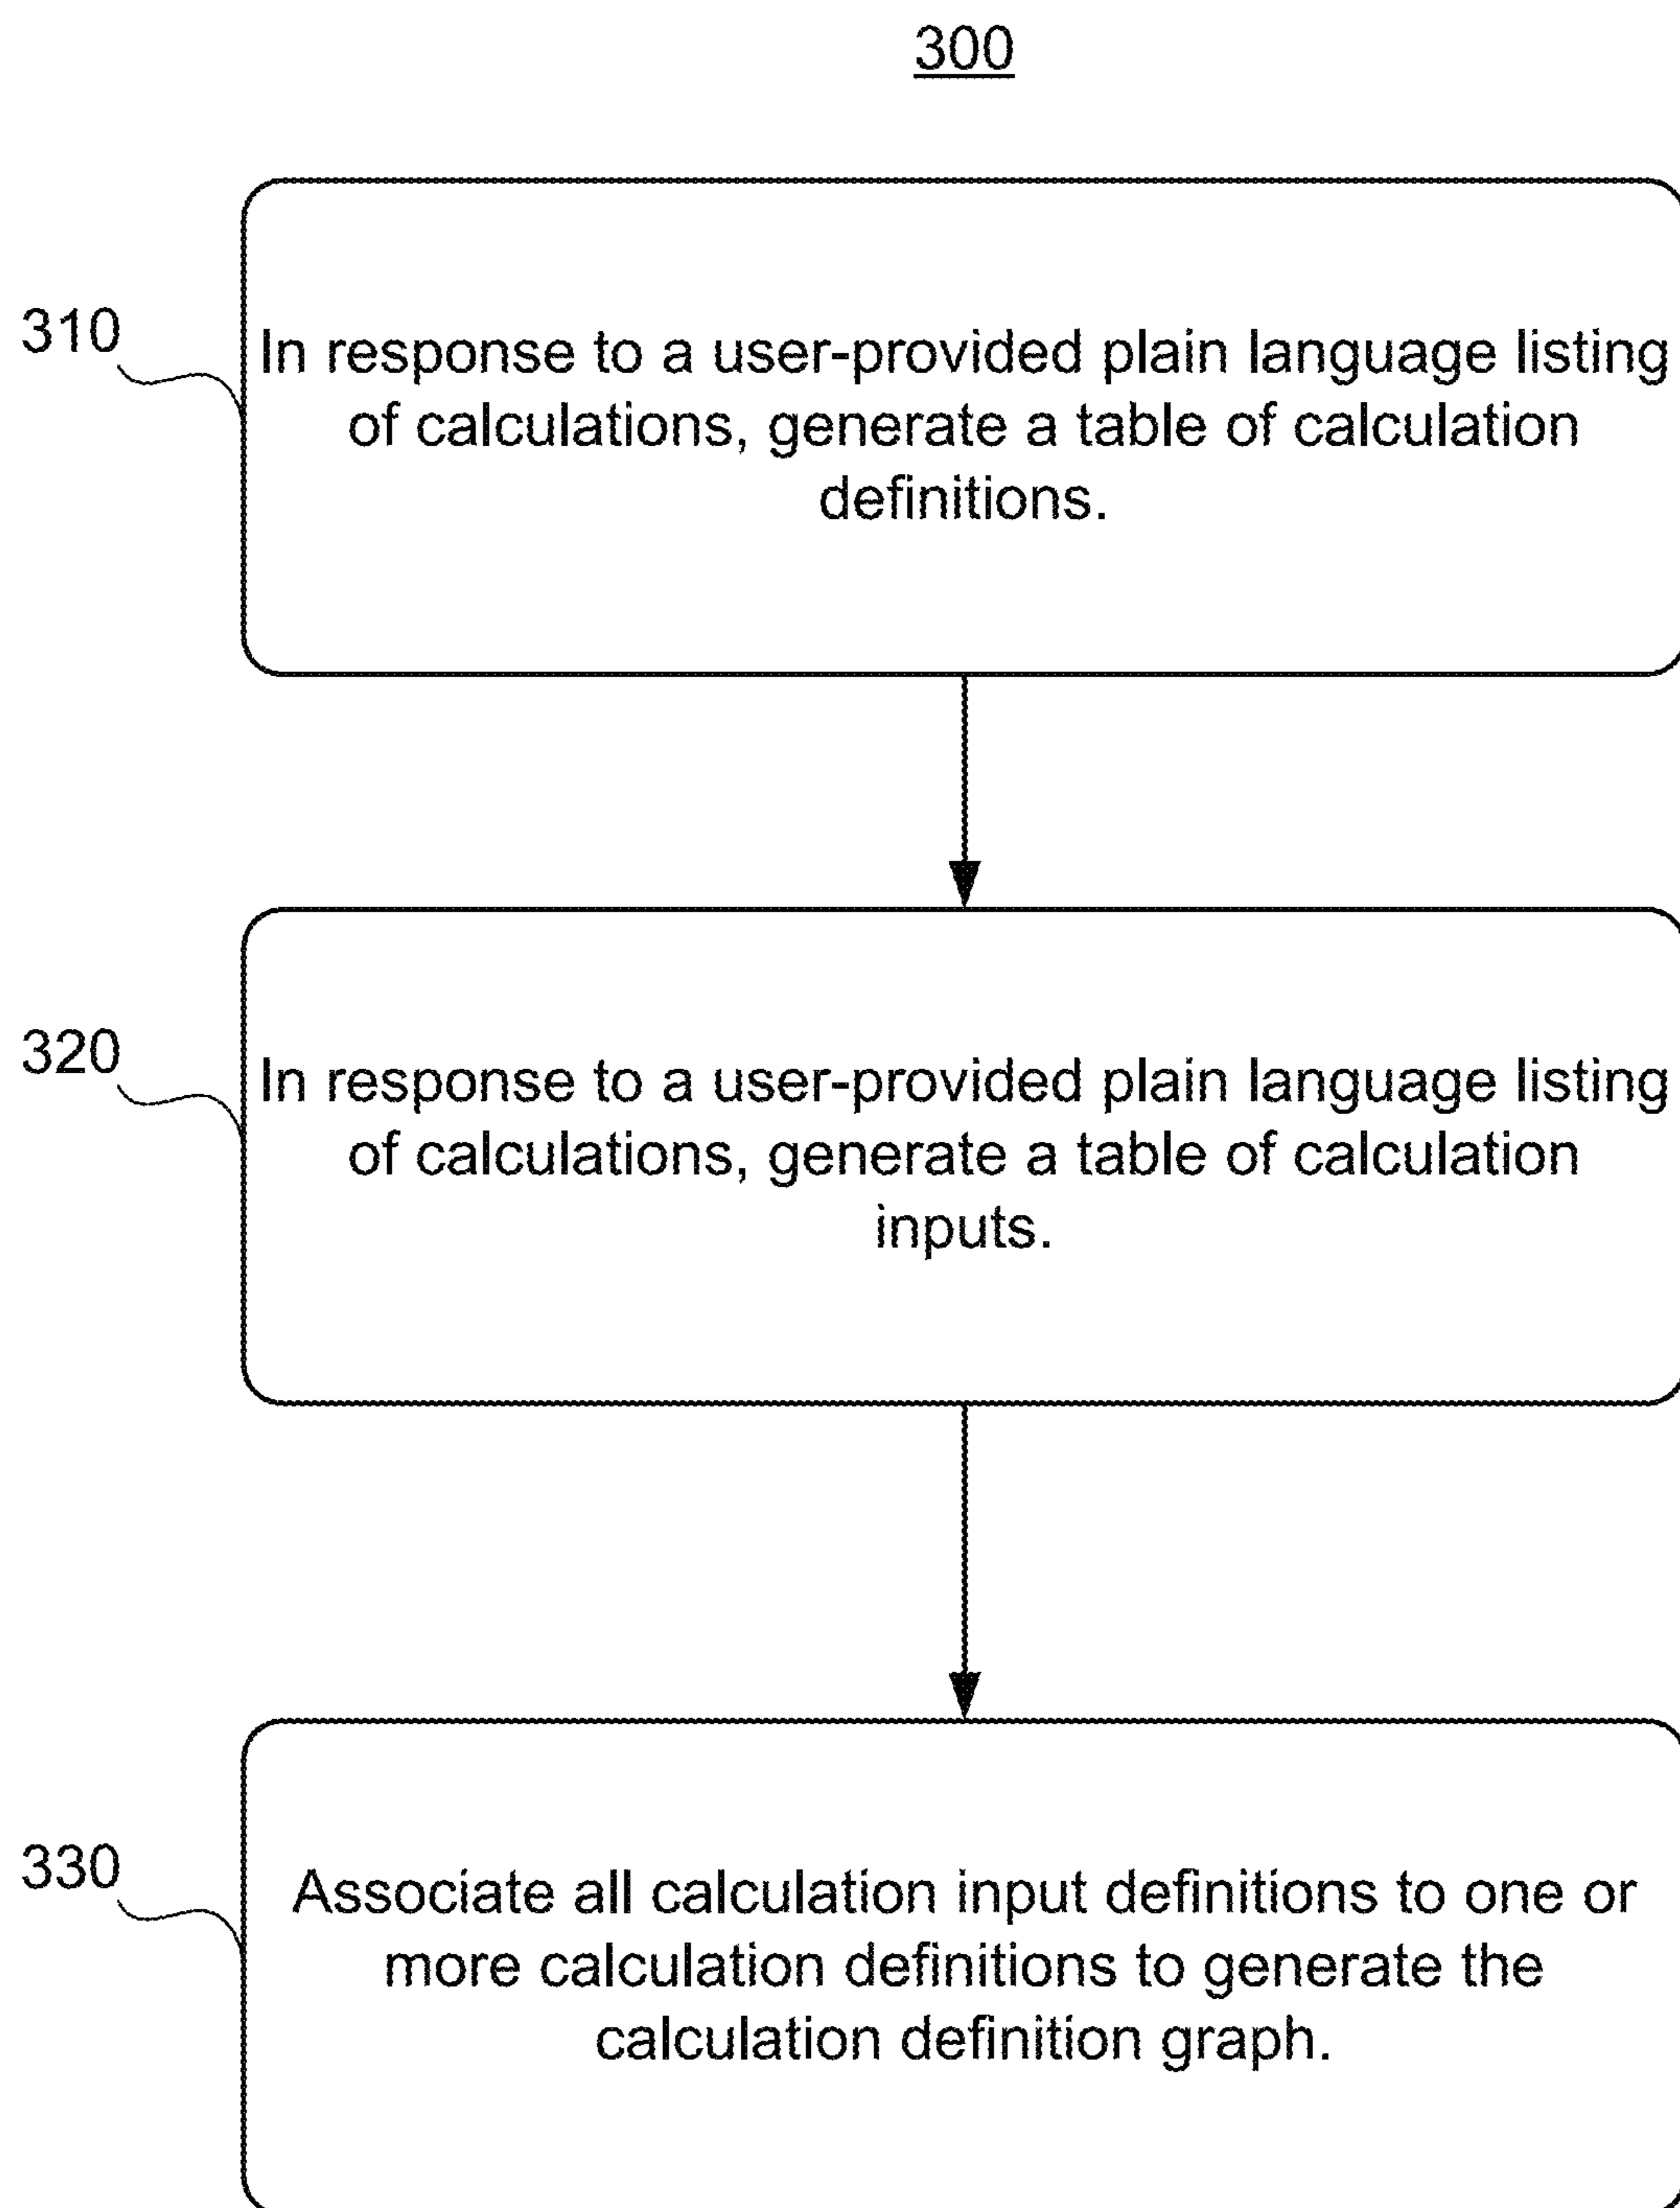 300
310
In response to a user-provided plain language listing
of calculations, generate a table of calculation
definitions.
320
In response to a user-provided plain language listing
of calculations, generate a table of calculation
inputs.
330
Associate all calculation input definitions to one or
more calculation definitions to generate the
calculation definition graph.